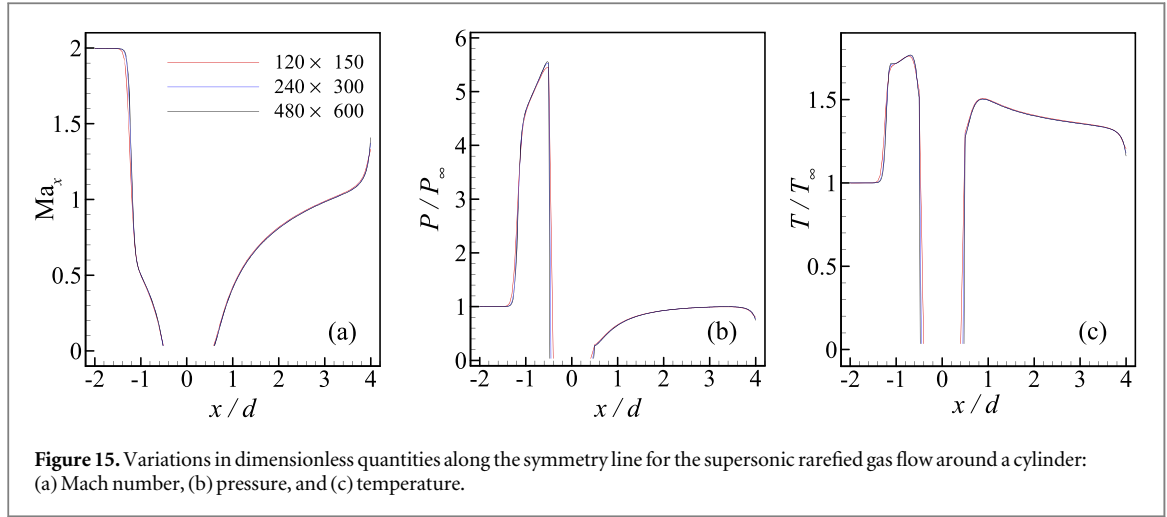 2
1.5
1
0.5
0
Ma_x
120 × 150
240 × 300
480 × 600
(a)
-2 -1 0 1 2 3 4
x / d
6
5
4
3
2
1
0
P / P_∞
(b)
-2 -1 0 1 2 3 4
x / d
1.5
1
0.5
0
T / T_∞
(c)
-2 -1 0 1 2 3 4
x / d
Figure 15. Variations in dimensionless quantities along the symmetry line for the supersonic rarefied gas flow around a cylinder:
(a) Mach number, (b) pressure, and (c) temperature.